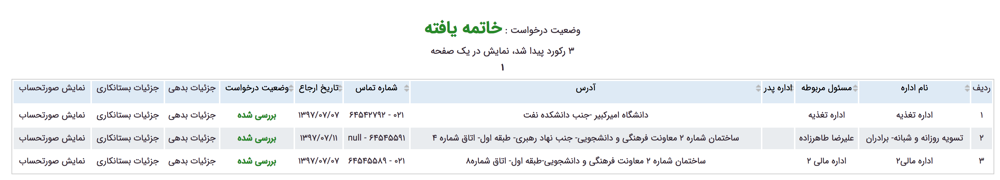 وضعیت درخواست : خاتمه یافته
۳ رکورد پیدا شد، نمایش در یک صفحه
۱
ردیف نام اداره مسئول مربوطه اداره پدر آدرس شماره تماس تاریخ ارجاع وضعیت درخواست جزئیات بدهی جزئیات بستانکاری نمایش صورتحساب
۱ اداره تغذیه اداره تغذیه دانشگاه امیرکبیر -جنب دانشکده نفت ۰۲۱ - ۶۴۵۴۲۷۹۲ ۱۳۹۷/۰۷/۰۷ بررسی شده جزئیات بدهی جزئیات بستانکاری نمایش صورتحساب
۲ تسویه روزانه و شبانه- برادران علیرضا طاهرزاده ساختمان شماره ۲ معاونت فرهنگی و دانشجویی- جنب نهاد رهبری- طبقه اول- اتاق شماره ۴ ۶۴۵۴۵۵۹۱ - null ۱۳۹۷/۰۷/۱۱ بررسی شده جزئیات بدهی جزئیات بستانکاری نمایش صورتحساب
۳ اداره مالی۲ اداره مالی ۲ ساختمان شماره ۲ معاونت فرهنگی و دانشجویی-طبقه اول- اتاق شماره۸ ۰۲۱ - ۶۴۵۴۵۵۸۹ ۱۳۹۷/۰۷/۰۷ بررسی شده جزئیات بدهی جزئیات بستانکاری نمایش صورتحساب